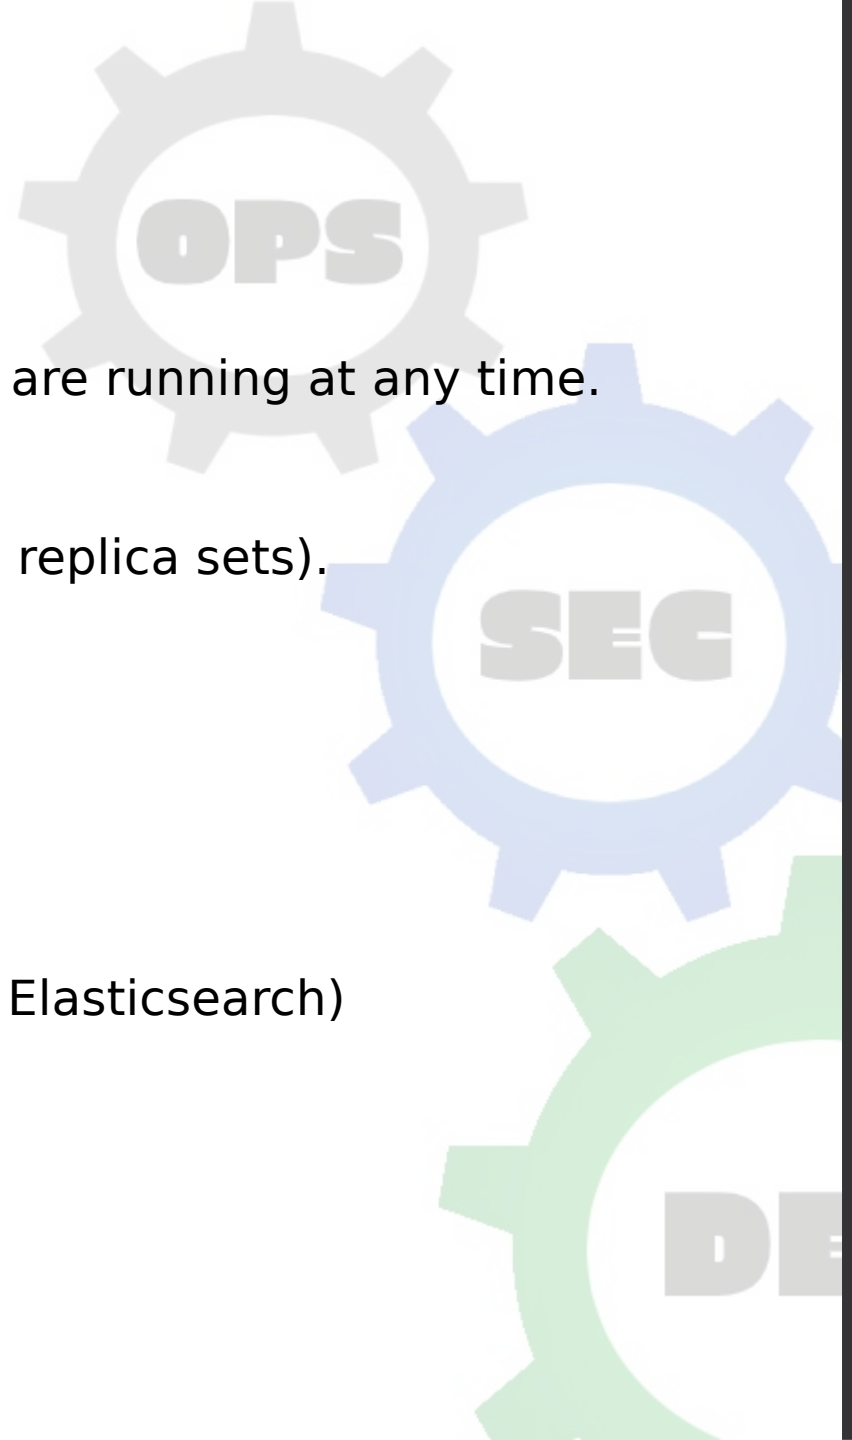 OPS
are running at any time.
replica sets).
SEC
Elasticsearch)
DE